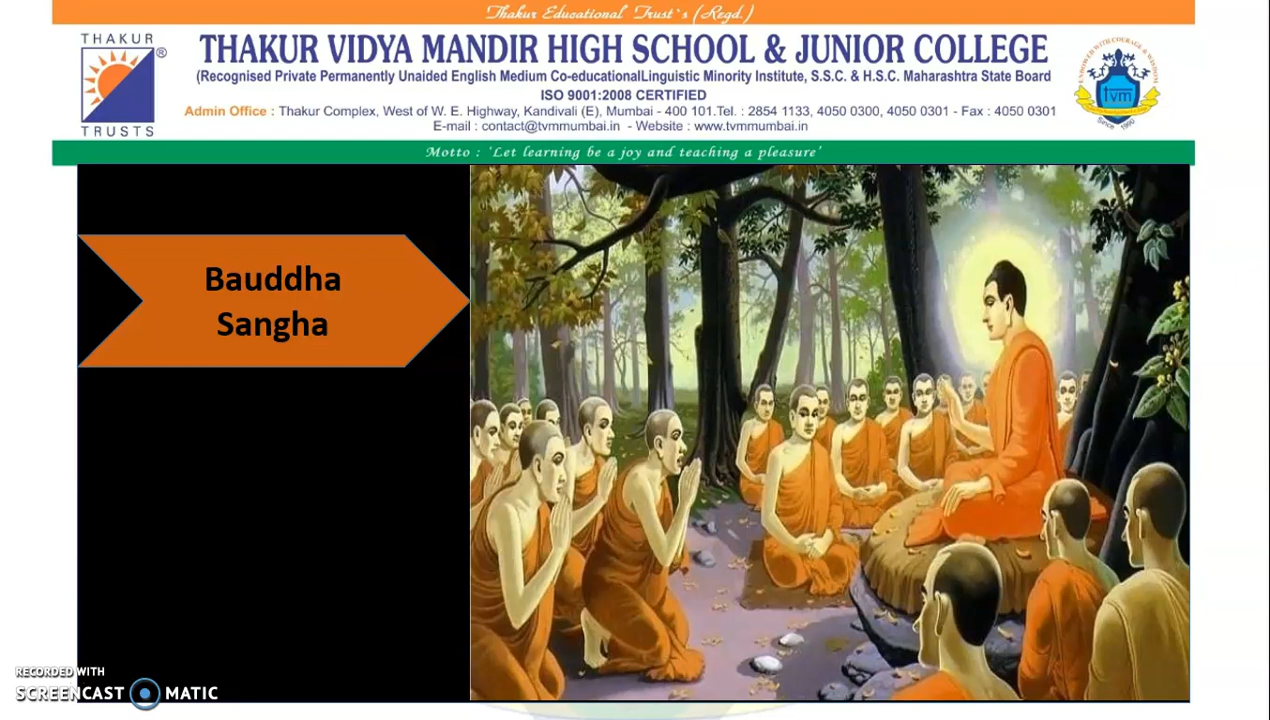 Thakur Educational Trust`s (Regd.)
THAKUR
®
TRUSTS
THAKUR VIDYA MANDIR HIGH SCHOOL & JUNIOR COLLEGE
(Recognised Private Permanently Unaided English Medium Co-educationalLinguistic Minority Institute, S.S.C. & H.S.C. Maharashtra State Board
ISO 9001:2008 CERTIFIED
Admin Office : Thakur Complex, West of W. E. Highway, Kandivali (E), Mumbai - 400 101.Tel. : 2854 1133, 4050 0300, 4050 0301 - Fax : 4050 0301
E-mail : contact@tvmmumbai.in - Website : www.tvmmumbai.in
tvm
Since 1990
Motto : 'Let learning be a joy and teaching a pleasure'
Bauddha
Sangha
RECORDED WITH
SCREENCAST MATIC